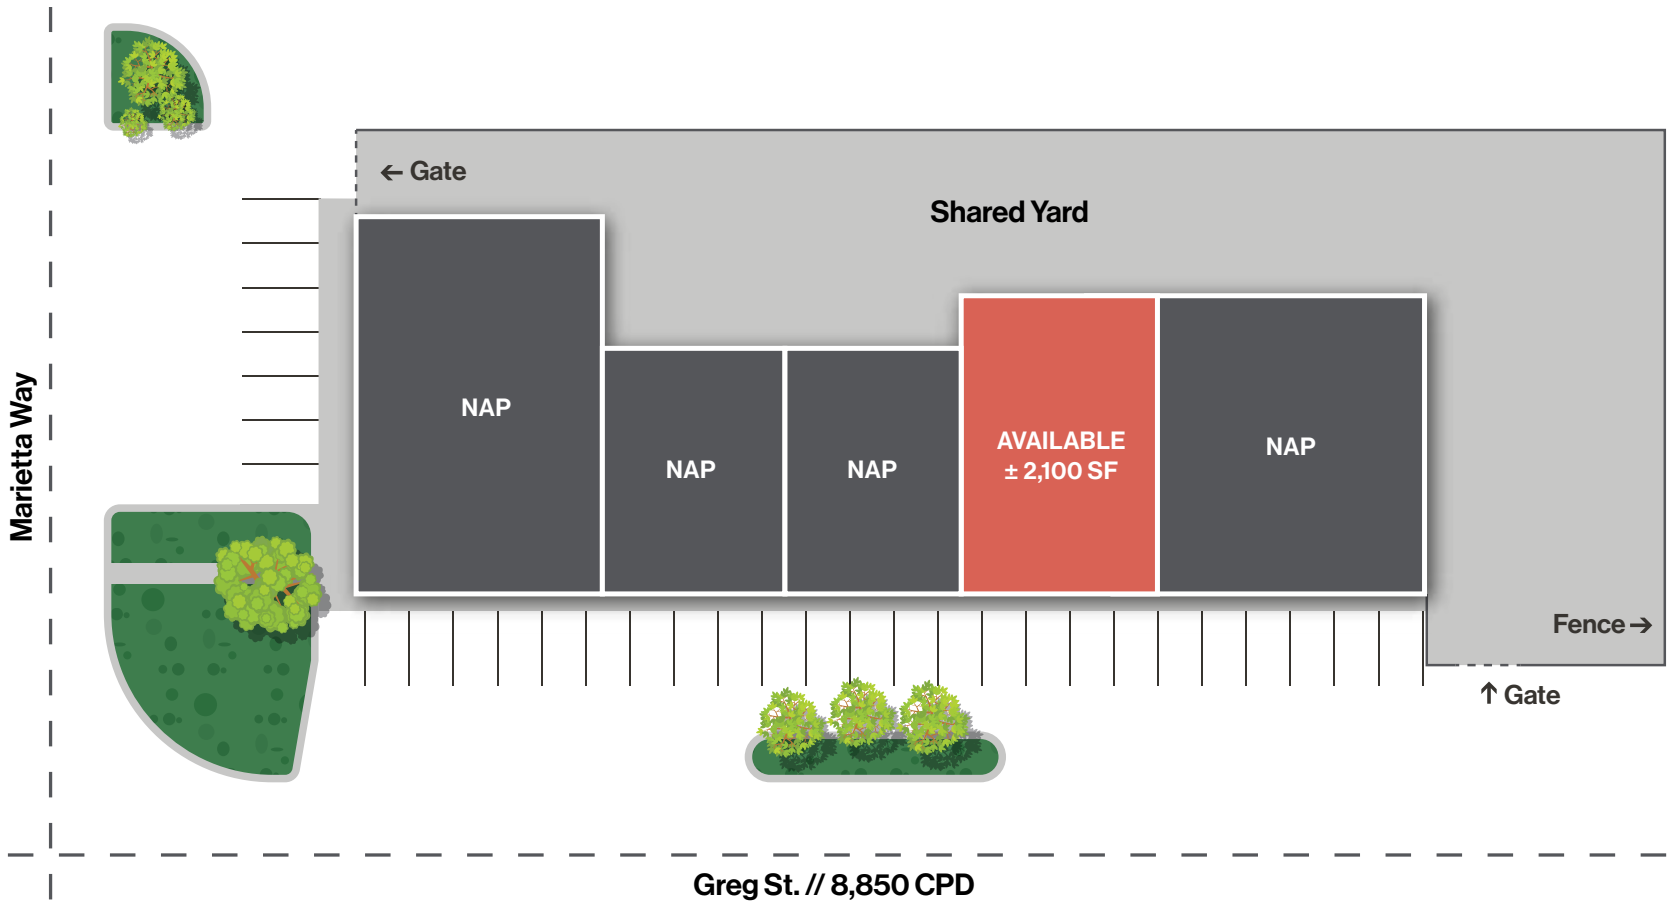 ← Gate
Shared Yard
NAP
NAP
NAP
AVAILABLE
± 2,100 SF
NAP
Marietta Way
Fence →
↑ Gate
Greg St. // 8,850 CPD